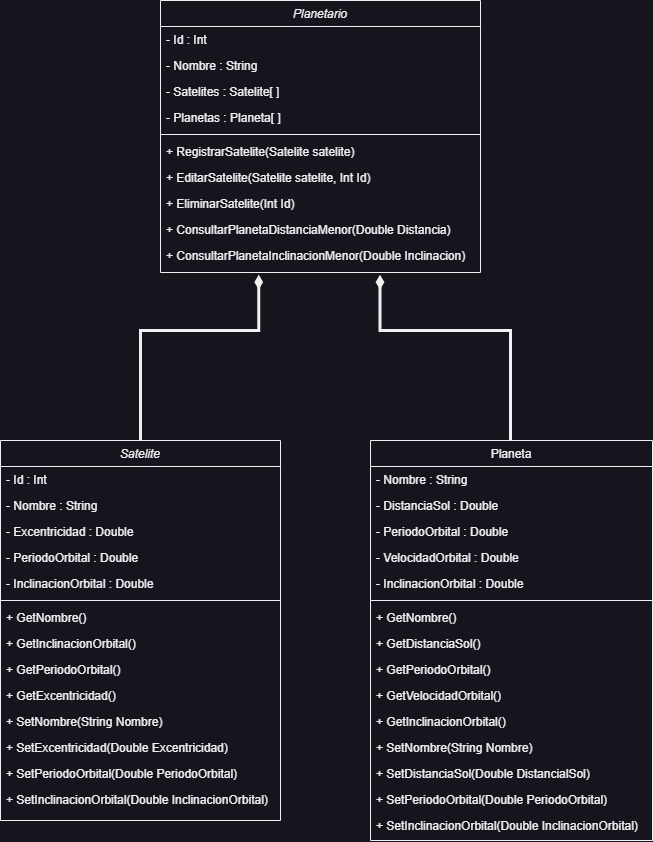 Planetario
- Id : Int
- Nombre : String
- Satelites : Satelite[ ]
- Planetas : Planeta[ ]
+ RegistrarSatelite(Satelite satelite)
+ EditarSatelite(Satelite satelite, Int Id)
+ EliminarSatelite(Int Id)
+ ConsultarPlanetaDistanciaMenor(Double Distancia)
+ ConsultarPlanetaInclinacionMenor(Double Inclinacion)
Satelite
- Id : Int
- Nombre : String
- Excentricidad : Double
- PeriodoOrbital : Double
- InclinacionOrbital : Double
+ GetNombre()
+ GetInclinacionOrbital()
+ GetPeriodoOrbital()
+ GetExcentricidad()
+ SetNombre(String Nombre)
+ SetExcentricidad(Double Excentricidad)
+ SetPeriodoOrbital(Double PeriodoOrbital)
+ SetInclinacionOrbital(Double InclinacionOrbital)
Planeta
- Nombre : String
- DistanciaSol : Double
- PeriodoOrbital : Double
- VelocidadOrbital : Double
- InclinacionOrbital : Double
+ GetNombre()
+ GetDistanciaSol()
+ GetPeriodoOrbital()
+ GetVelocidadOrbital()
+ GetInclinacionOrbital()
+ SetNombre(String Nombre)
+ SetDistanciaSol(Double DistancialSol)
+ SetPeriodoOrbital(Double PeriodoOrbital)
+ SetInclinacionOrbital(Double InclinacionOrbital)